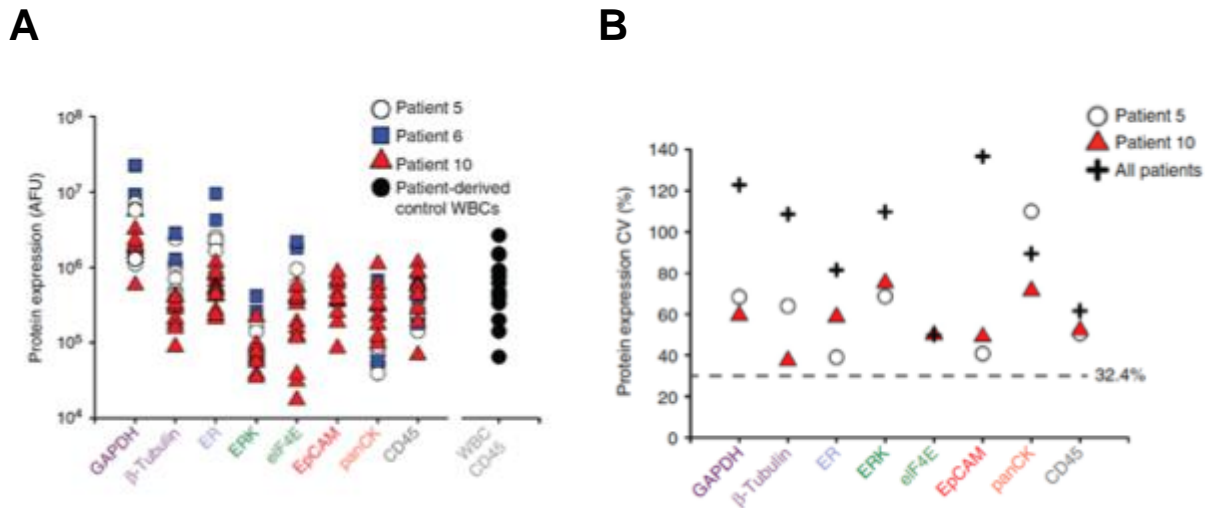 A
B
Patient 5
Patient 6
Patient 10
Patient-derived
control WBCs
Protein expression (AFU)
10⁸
10⁷
10⁶
10⁵
10⁴
GAPDH
β-Tubulin
ER
ERK
eIF4E
EpCAM
panCK
CD45
WBC
CD45
Patient 5
Patient 10
All patients
Protein expression CV (%)
140
120
100
80
60
40
20
0
32.4%
GAPDH
β-Tubulin
ER
ERK
eIF4E
EpCAM
panCK
CD45